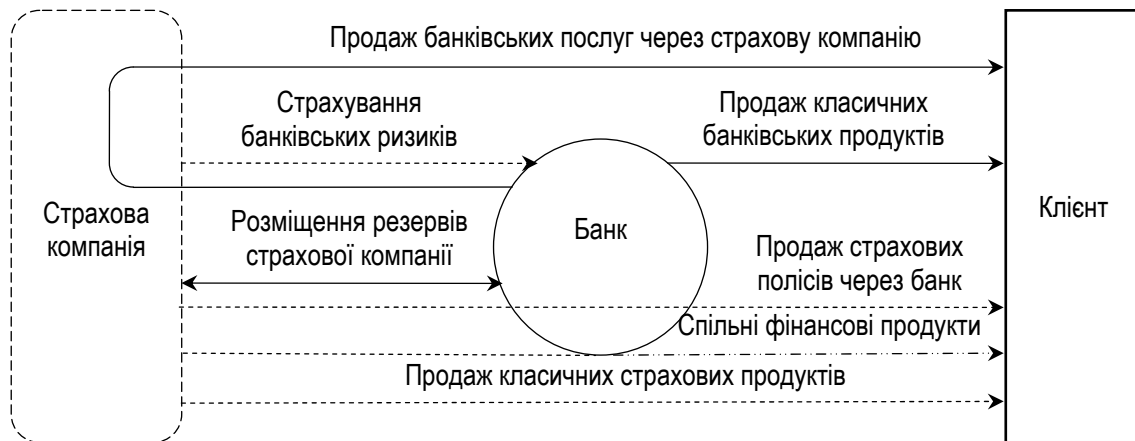 Продаж банківських послуг через страхову компанію
Страхування
банківських ризиків
Продаж класичних
банківських продуктів
Страхова
компанія
Розміщення резервів
страхової компанії
Банк
Клієнт
Продаж страхових
полісів через банк
Спільні фінансові продукти
Продаж класичних страхових продуктів